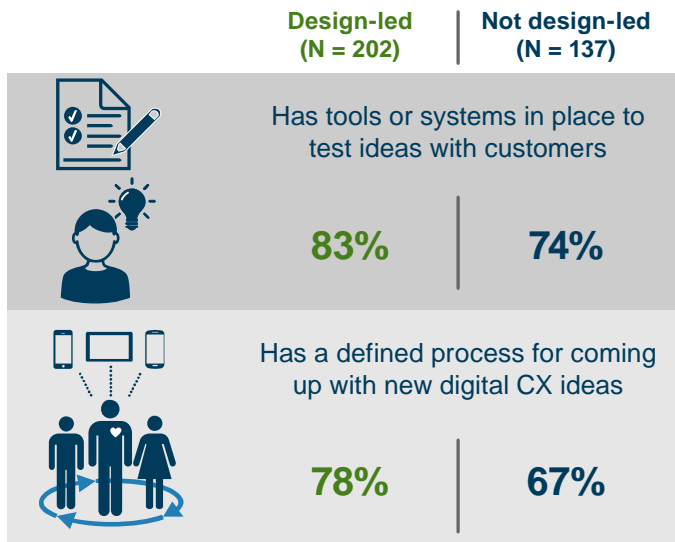 Design-led
(N = 202)
Not design-led
(N = 137)
Has tools or systems in place to
test ideas with customers
83%
74%
Has a defined process for coming
up with new digital CX ideas
78%
67%